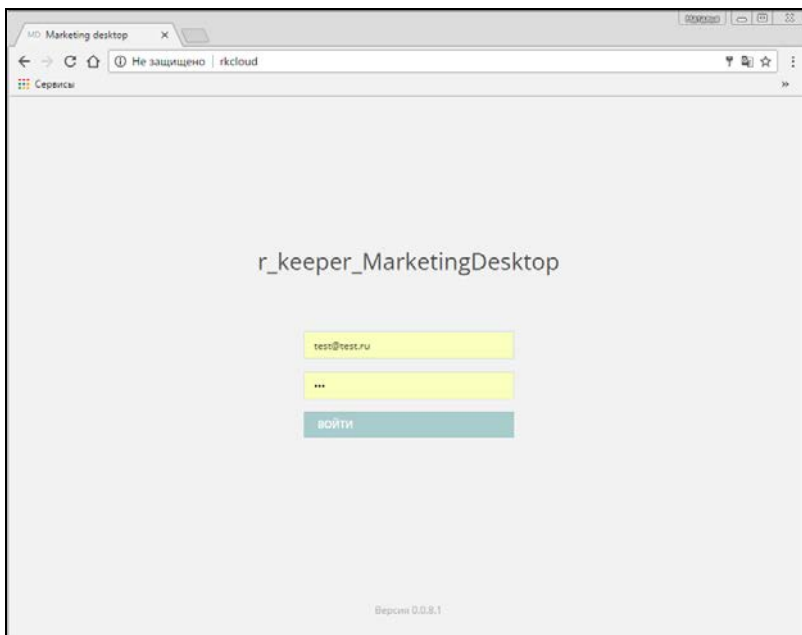 MD Marketing desktop
Не защищено | rkcloud
Сервисы
r_keeper_MarketingDesktop
test@test.ru
•••
ВОЙТИ
Версия 0.0.8.1